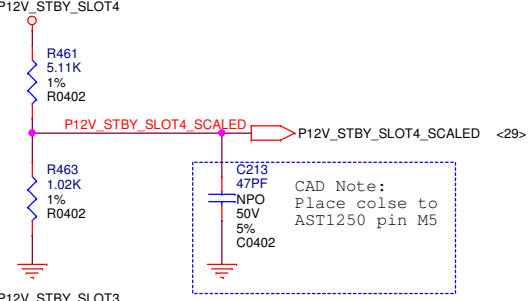 P12V_STBY_SLOT4
R461
5.11K
1%
R0402
P12V_STBY_SLOT4_SCALED
P12V_STBY_SLOT4_SCALED <29>
R463
1.02K
1%
R0402
C213
47PF
NPO
50V
5%
C0402
CAD Note:
Place colse to
AST1250 pin M5
P12V_STBY_SLOT3